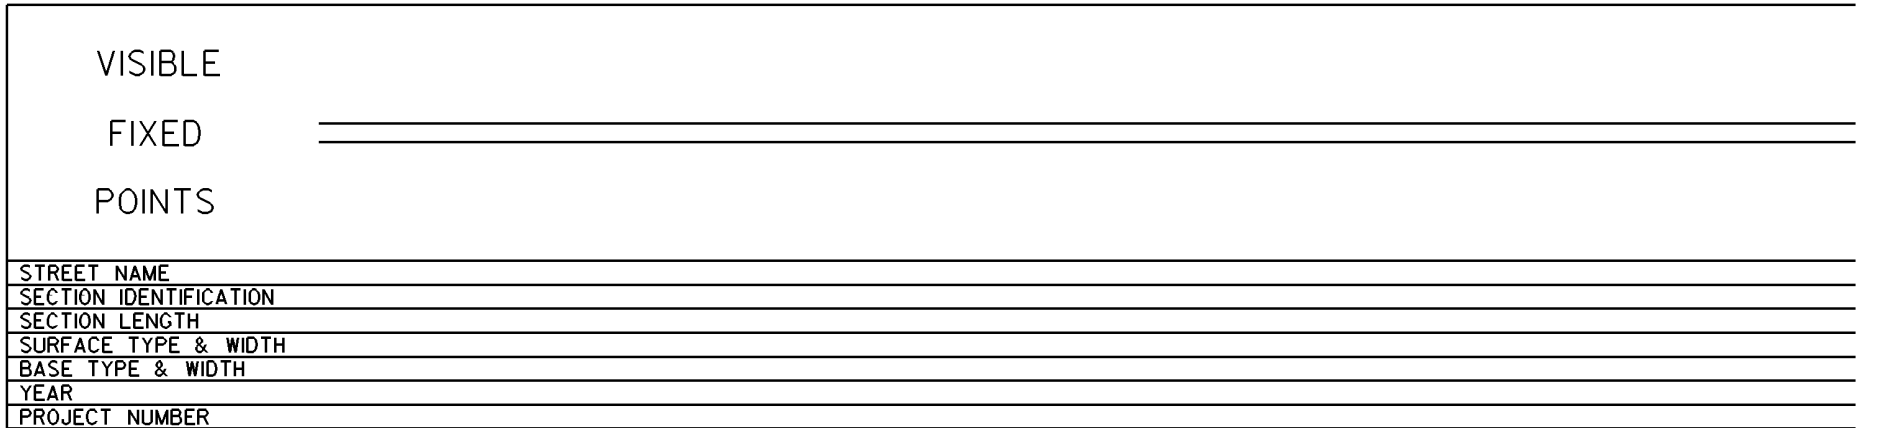 VISIBLE
FIXED
POINTS
STREET NAME
SECTION IDENTIFICATION
SECTION LENGTH
SURFACE TYPE & WIDTH
BASE TYPE & WIDTH
YEAR
PROJECT NUMBER